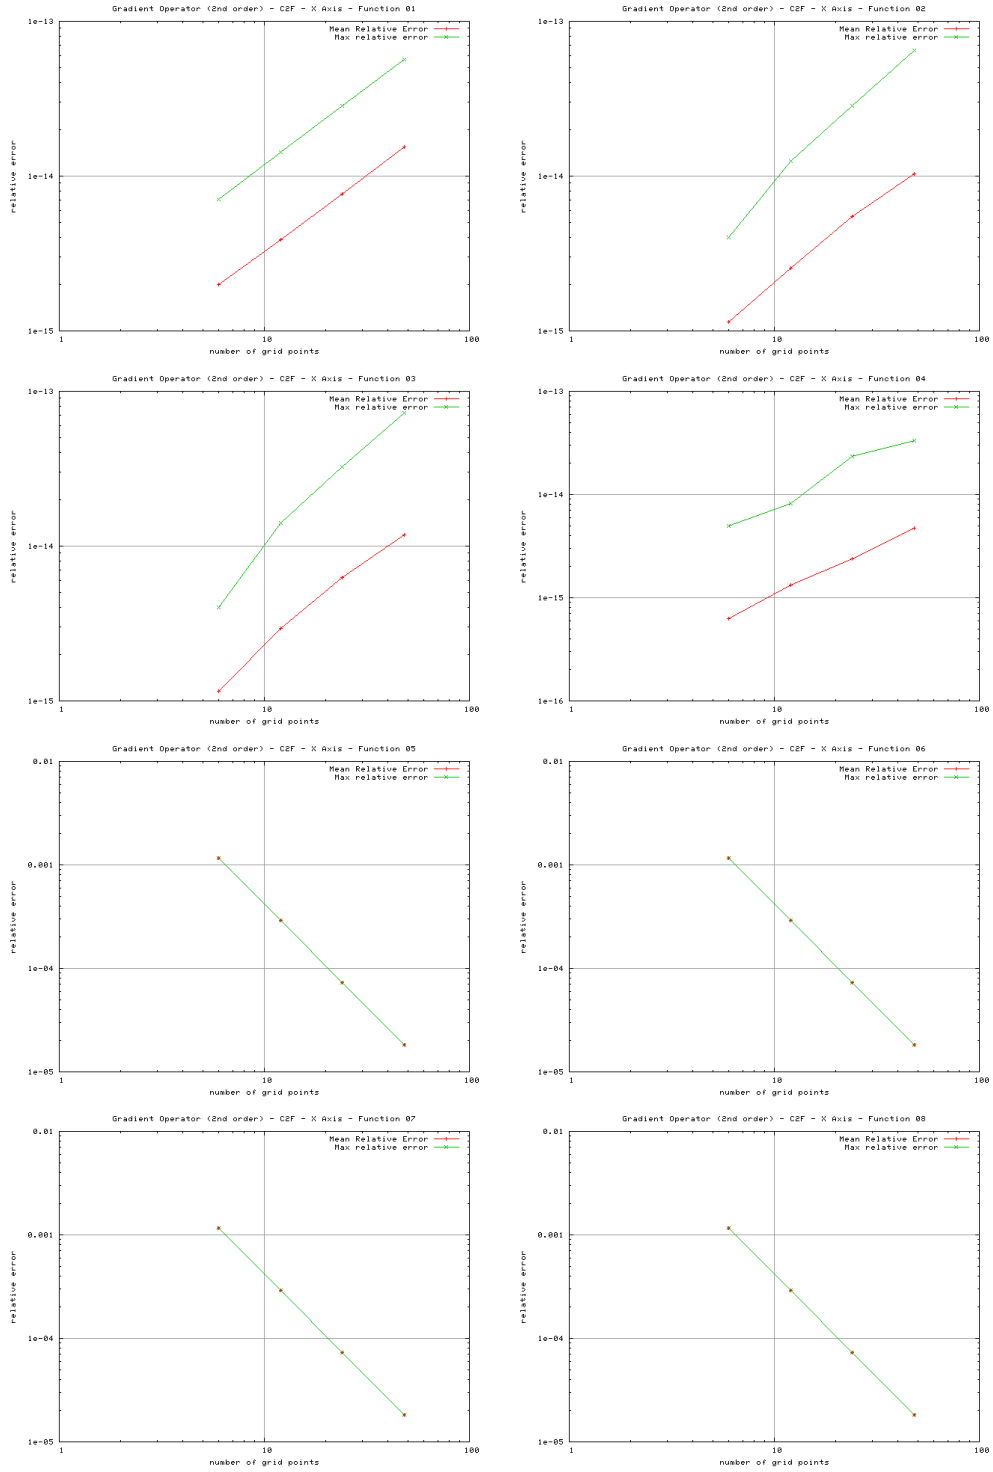 Gradient Operator (2nd order) - C2F - X Axis - Function 01
1e-13
Mean Relative Error
Max relative error
1e-14
relative error
1e-15
1
10
100
number of grid points
Gradient Operator (2nd order) - C2F - X Axis - Function 02
1e-13
Mean Relative Error
Max relative error
1e-14
relative error
1e-15
1
10
100
number of grid points
Gradient Operator (2nd order) - C2F - X Axis - Function 03
1e-13
Mean Relative Error
Max relative error
1e-14
relative error
1e-15
1
10
100
number of grid points
Gradient Operator (2nd order) - C2F - X Axis - Function 04
1e-13
Mean Relative Error
Max relative error
1e-14
relative error
1e-15
1e-16
1
10
100
number of grid points
Gradient Operator (2nd order) - C2F - X Axis - Function 05
0.01
Mean Relative Error
Max relative error
0.001
relative error
1e-04
1e-05
1
10
100
number of grid points
Gradient Operator (2nd order) - C2F - X Axis - Function 06
0.01
Mean Relative Error
Max relative error
0.001
relative error
1e-04
1e-05
1
10
100
number of grid points
Gradient Operator (2nd order) - C2F - X Axis - Function 07
0.01
Mean Relative Error
Max relative error
0.001
relative error
1e-04
1e-05
1
10
100
number of grid points
Gradient Operator (2nd order) - C2F - X Axis - Function 08
0.01
Mean Relative Error
Max relative error
0.001
relative error
1e-04
1e-05
1
10
100
number of grid points